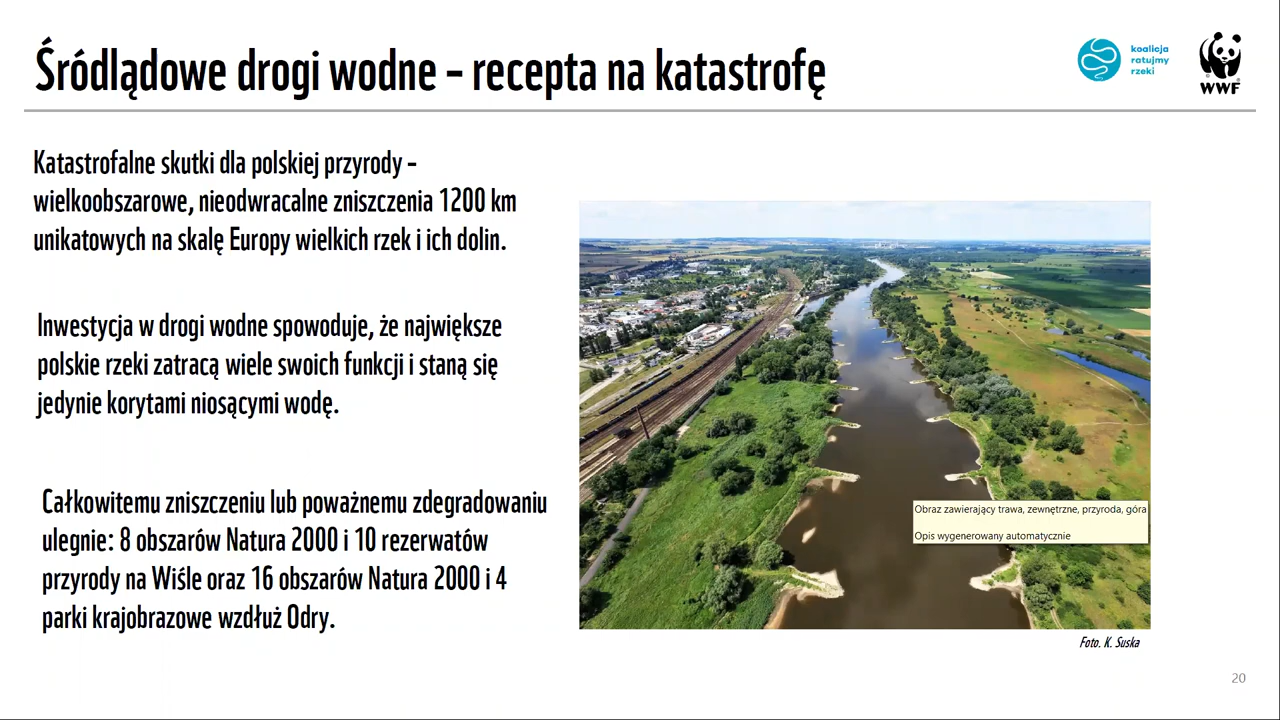 Śródlądowe drogi wodne – recepta na katastrofę
koalicja
ratujmy
rzeki
WWF
Katastrofalne skutki dla polskiej przyrody –
wielkoobszarowe, nieodwracalne zniszczenia 1200 km
unikatowych na skalę Europy wielkich rzek i ich dolin.
Inwestycja w drogi wodne spowoduje, że największe
polskie rzeki zatracą wiele swoich funkcji i staną się
jedynie korytami niosącymi wodę.
Całkowitemu zniszczeniu lub poważnemu zdegradowaniu
ulegnie: 8 obszarów Natura 2000 i 10 rezerwatów
przyrody na Wiśle oraz 16 obszarów Natura 2000 i 4
parki krajobrazowe wzdłuż Odry.
Obraz zawierający trawa, zewnętrzne, przyroda, góra
Opis wygenerowany automatycznie
Foto. K. Suska
20